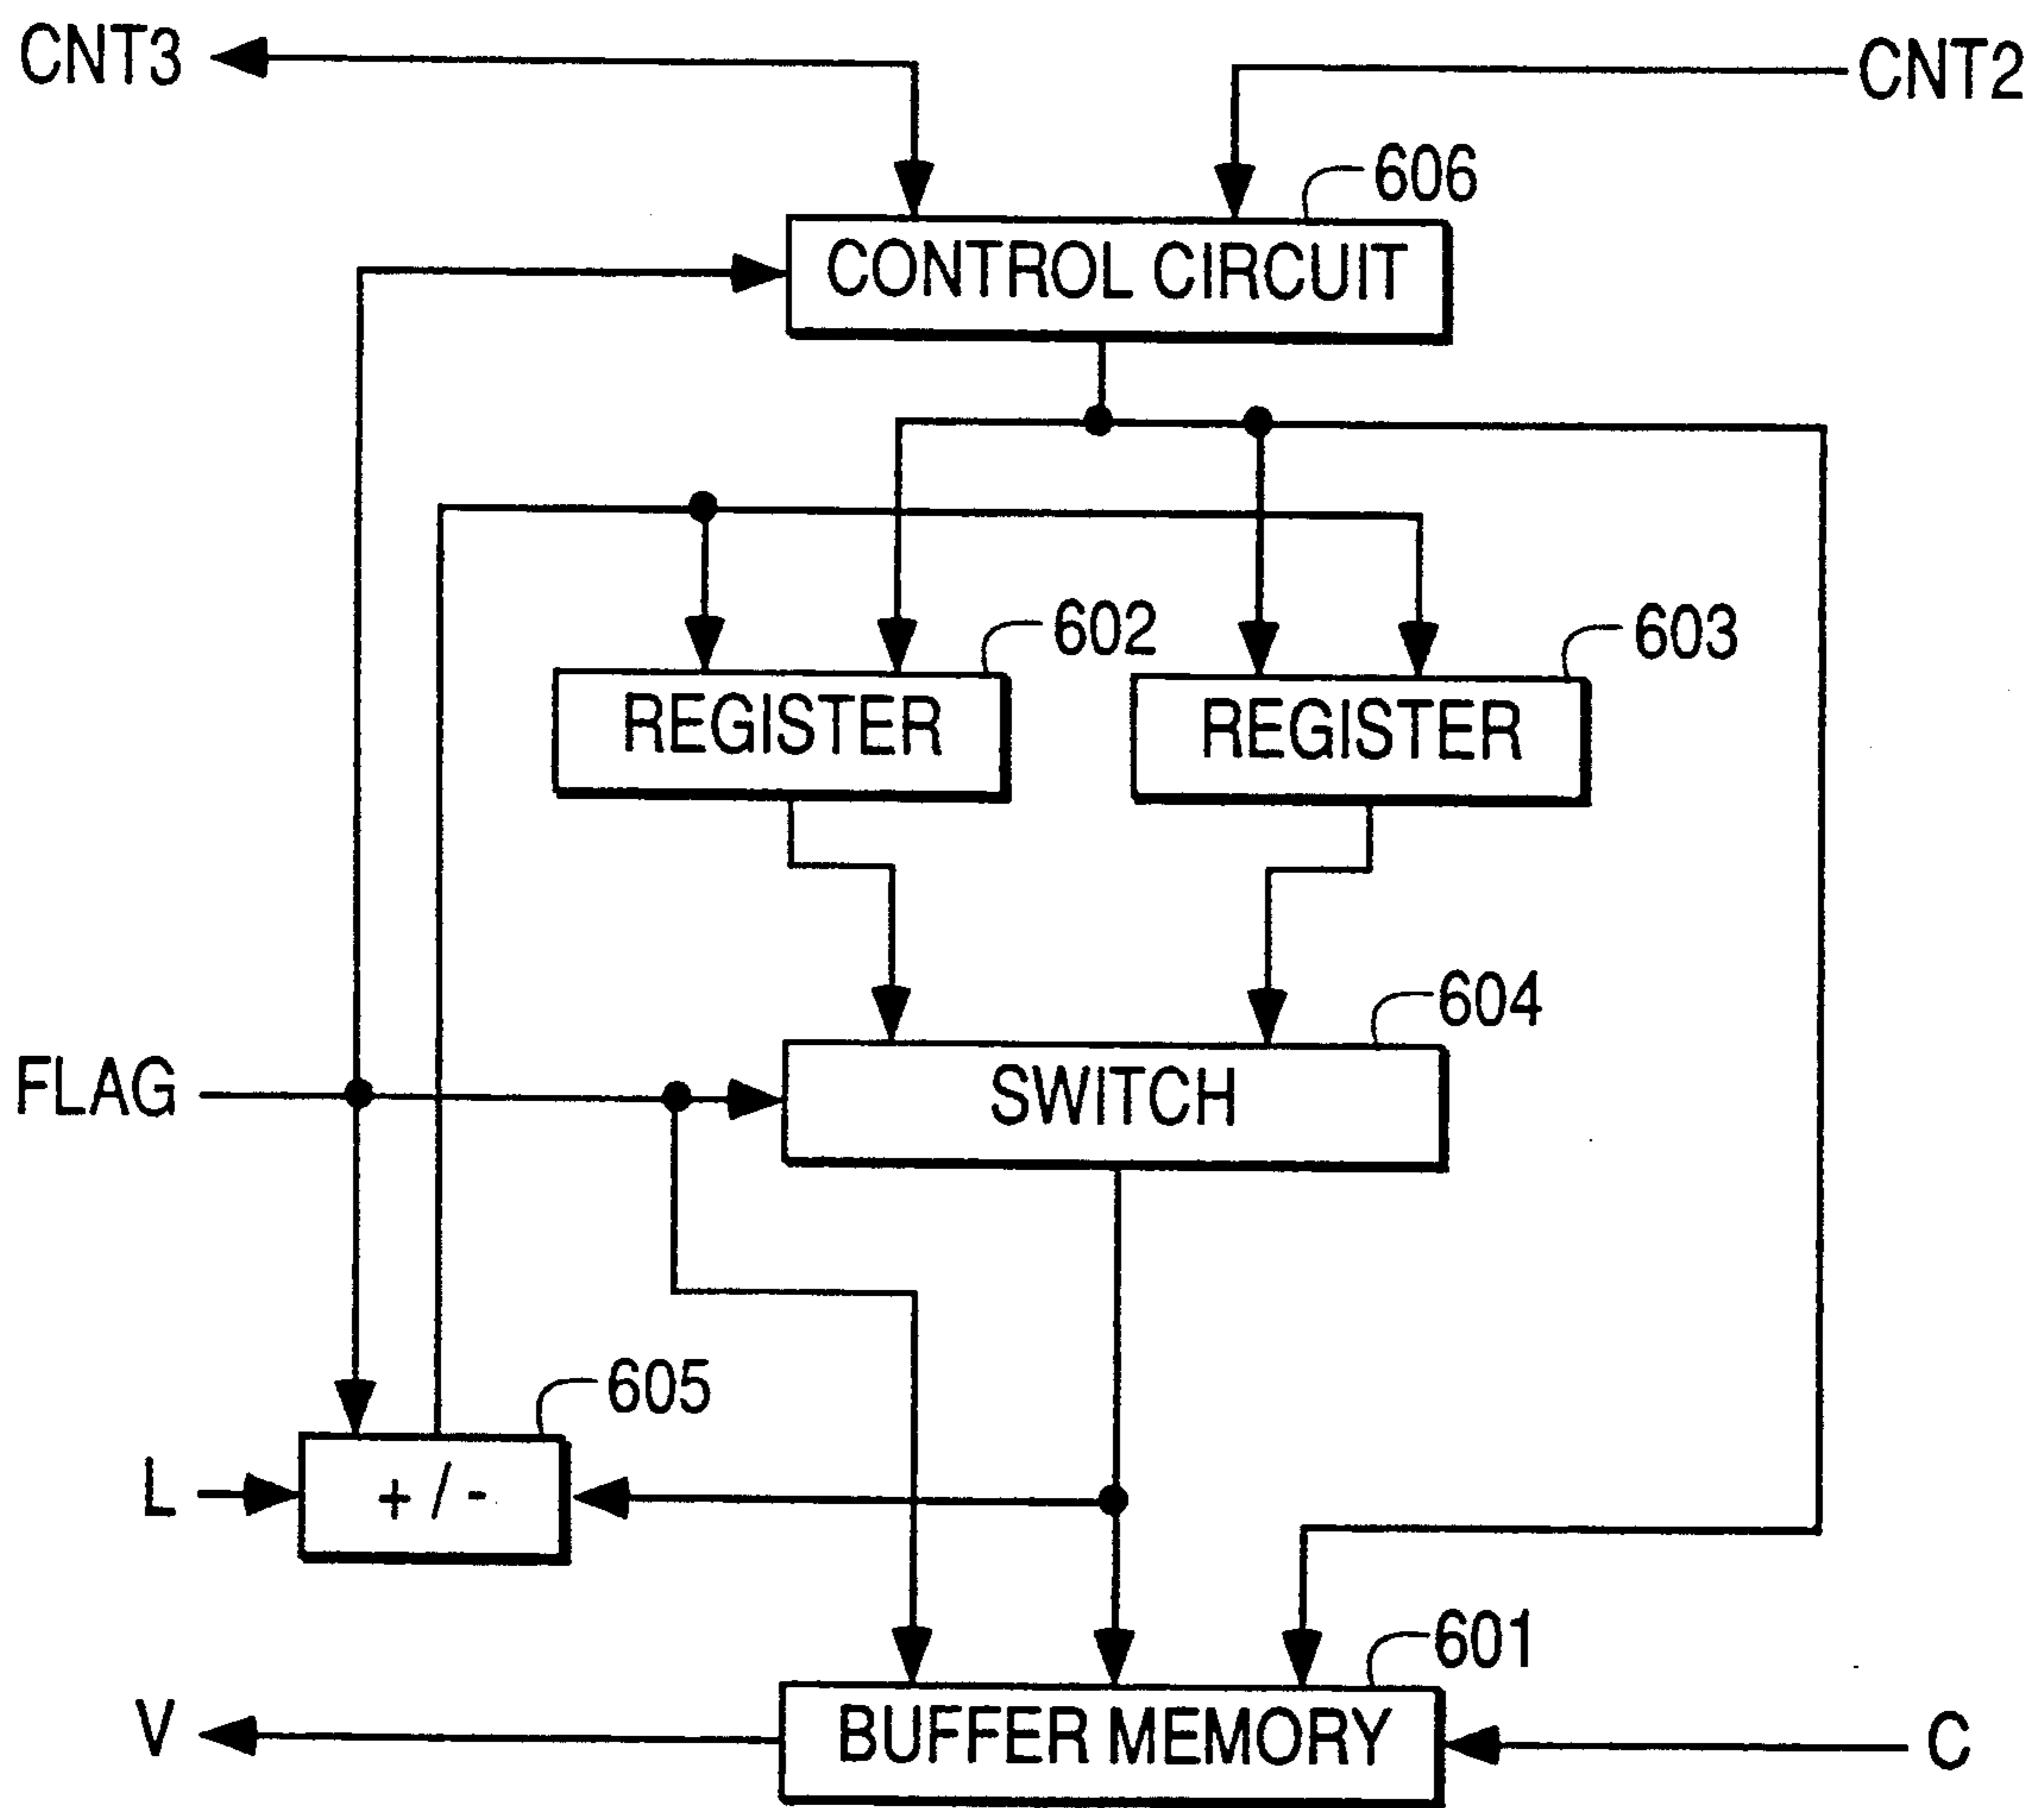 CNT3
CNT2
606
CONTROL CIRCUIT
602
603
REGISTER
REGISTER
604
FLAG
SWITCH
605
L
+ / -
601
V
BUFFER MEMORY
C